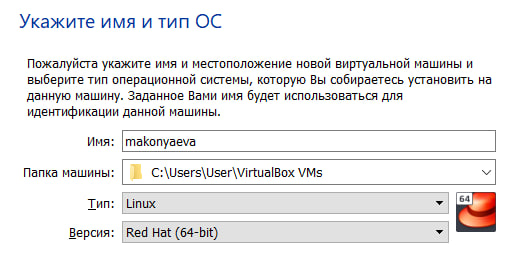 Укажите имя и тип ОС
Пожалуйста укажите имя и местоположение новой виртуальной машины и
выберите тип операционной системы, которую Вы собираетесь установить на
данную машину. Заданное Вами имя будет использоваться для
идентификации данной машины.
Имя: makonyaeva
Папка машины: C:\Users\User\VirtualBox VMs
Тип: Linux 64
Версия: Red Hat (64-bit)